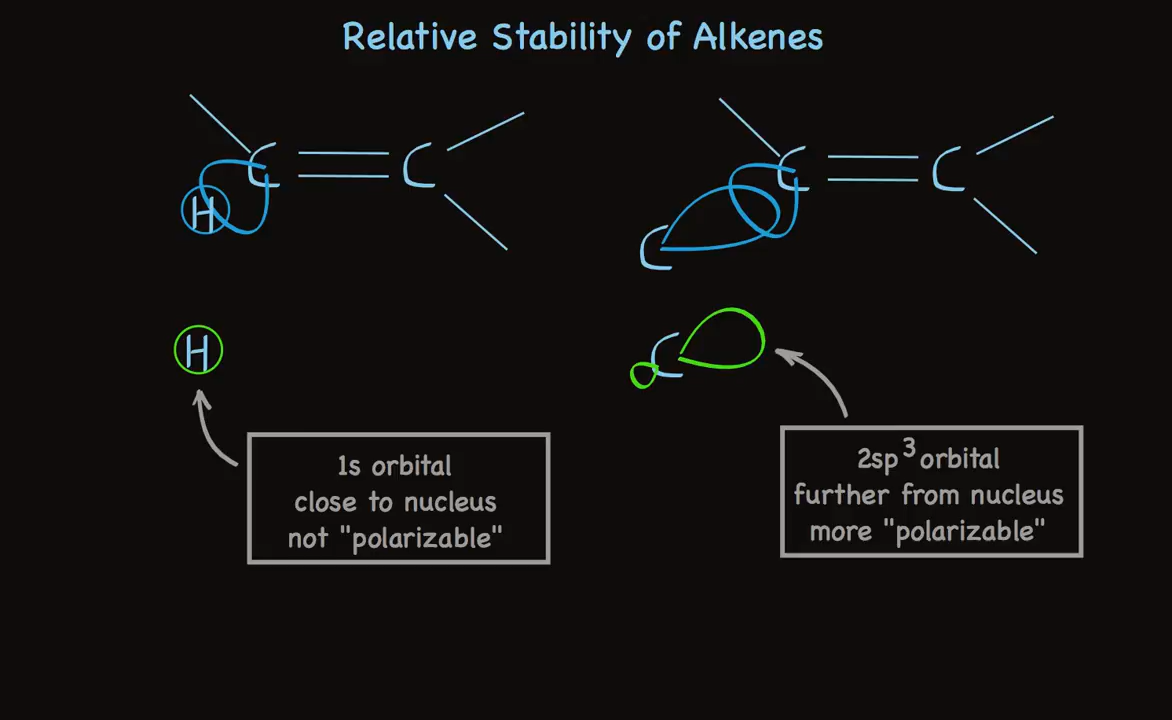 Relative Stability of Alkenes
C C
H
C C
C
H
C
1s orbital
close to nucleus
not "polarizable"
2sp³ orbital
further from nucleus
more "polarizable"